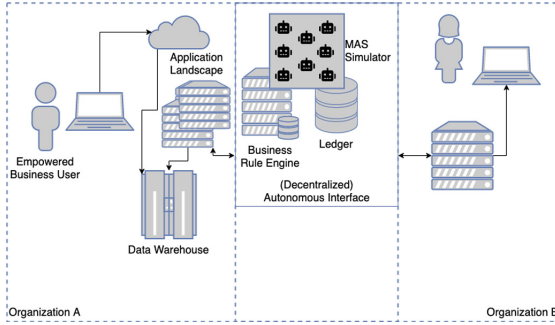 Application
Landscape
MAS
Simulator
Empowered
Business User
Business
Rule Engine
Ledger
(Decentralized)
Autonomous Interface
Data Warehouse
Organization A
Organization